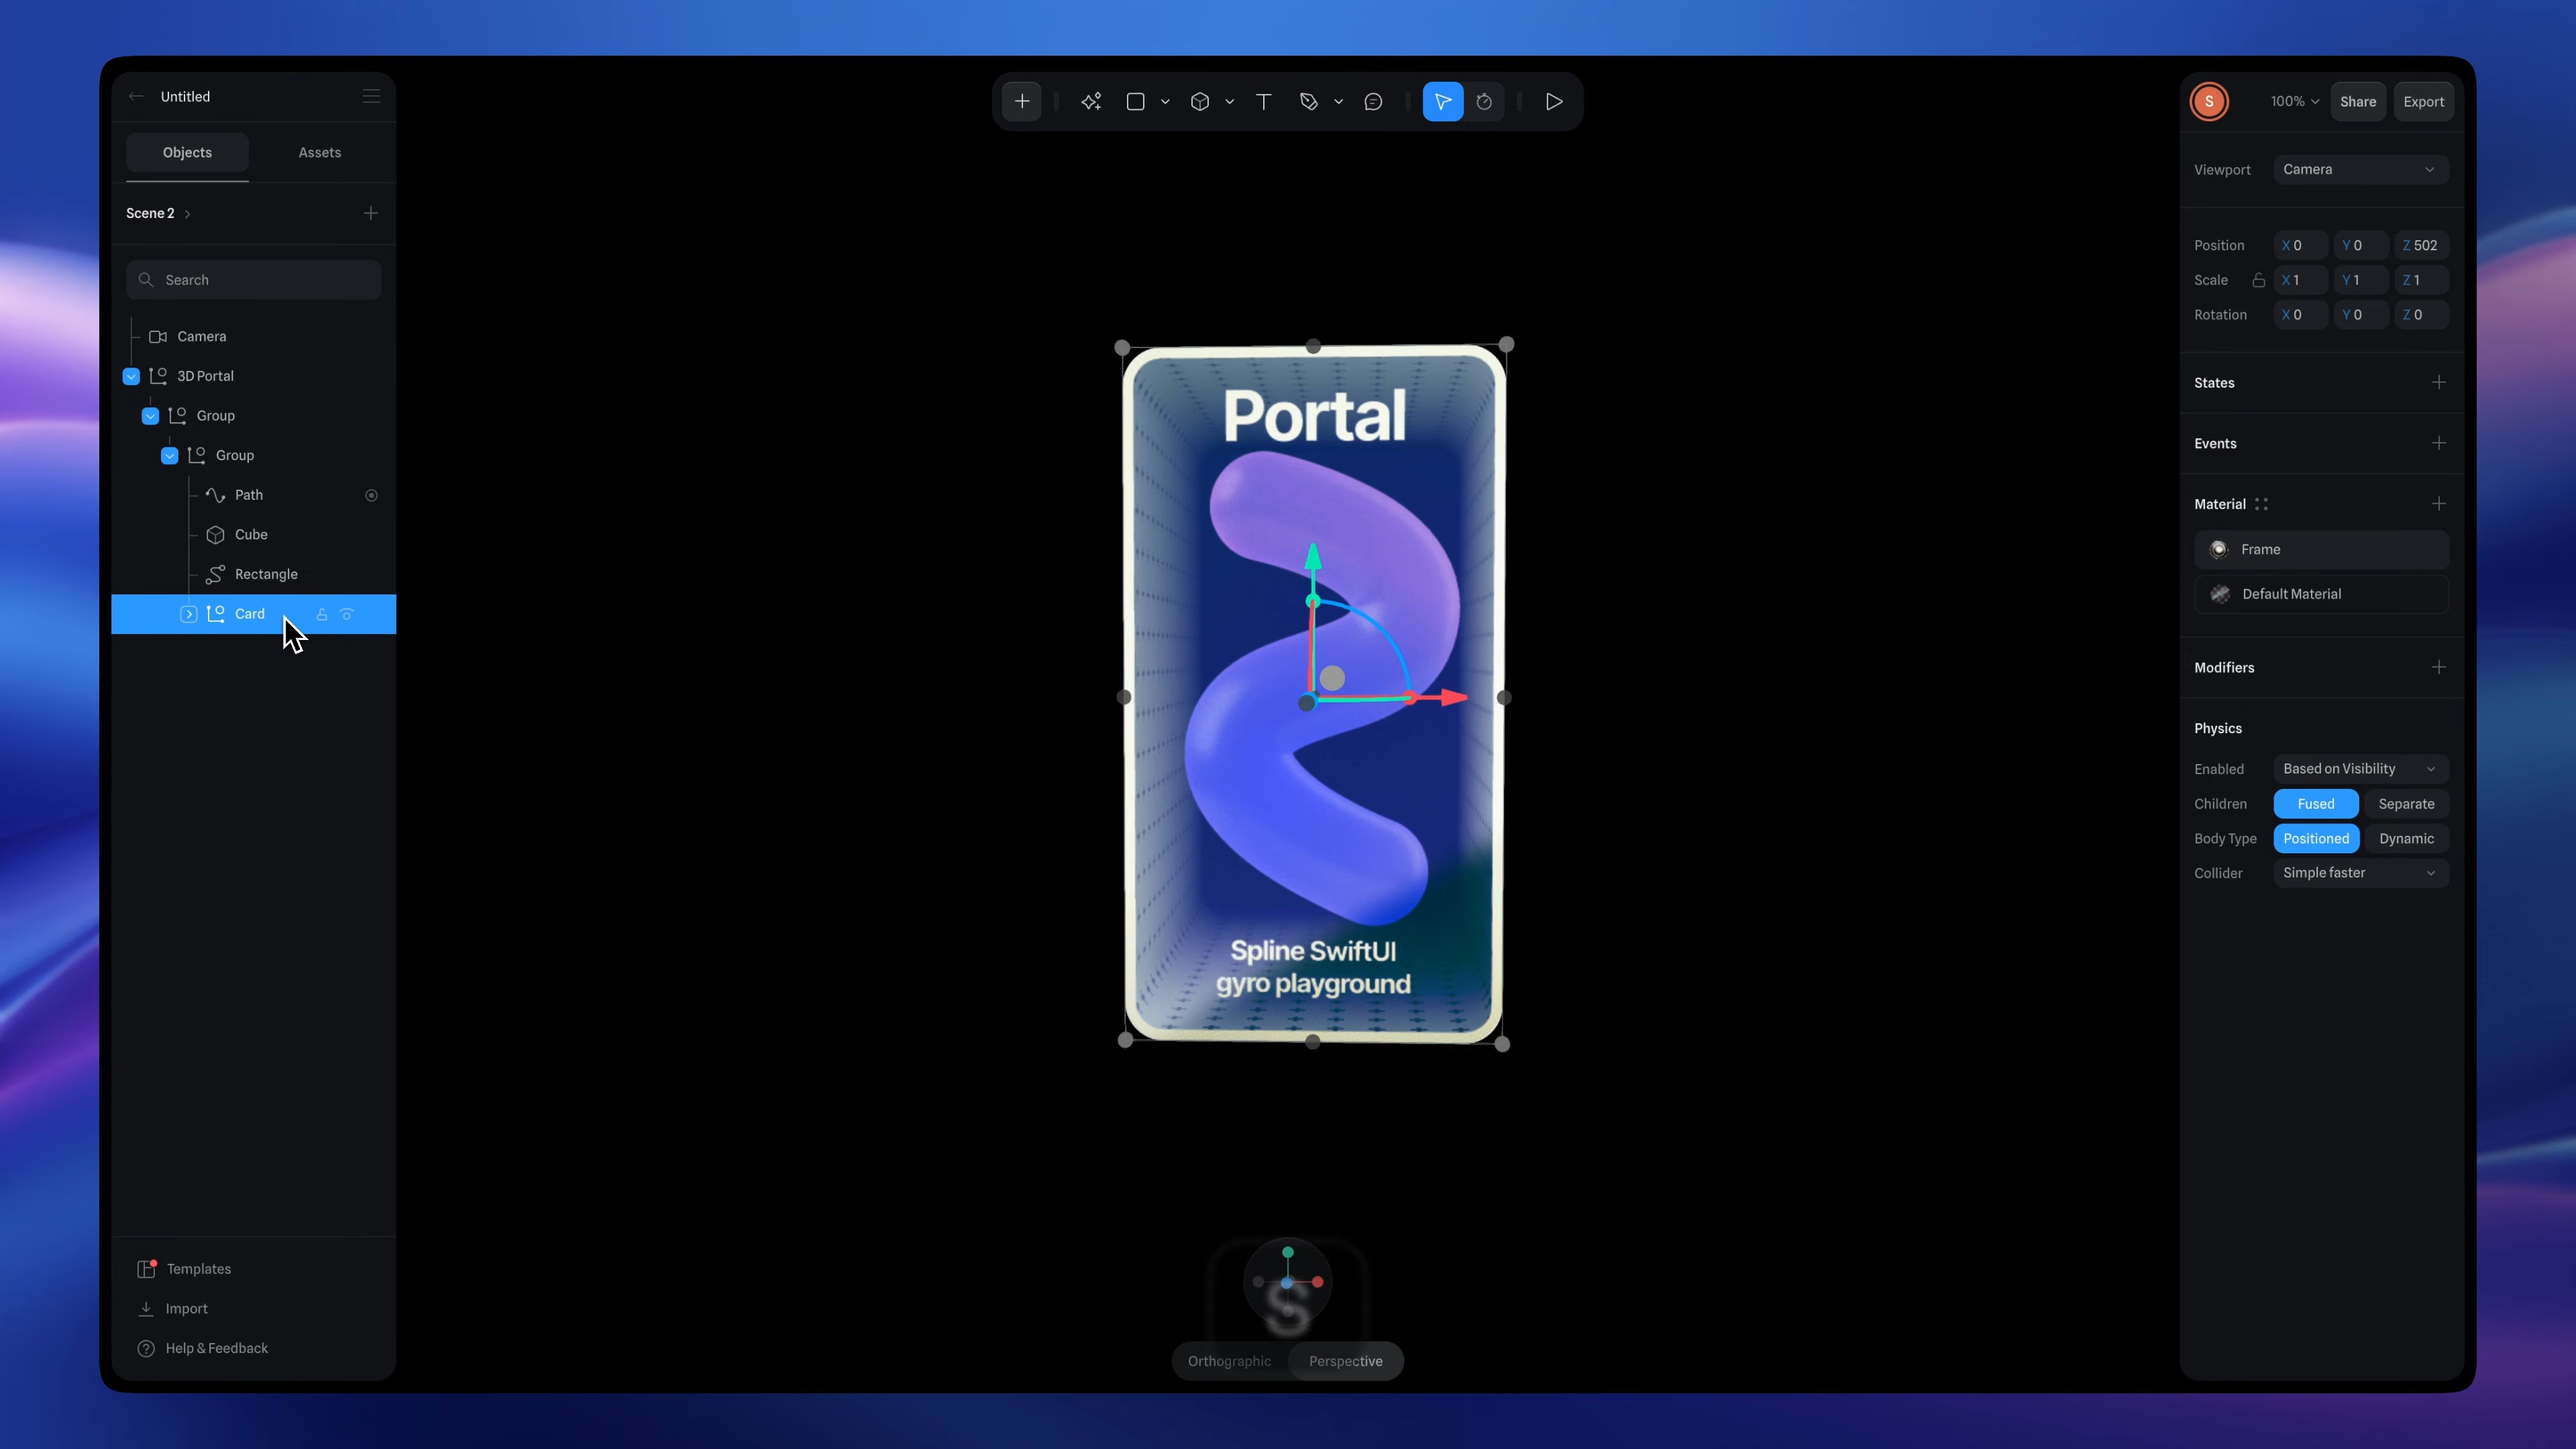 Untitled
Objects Assets
Scene 2
Search
Camera
3D Portal
Group
Group
Path
Cube
Rectangle
Card
Templates
Import
Help & Feedback
Portal
Spline SwiftUI
gyro playground
S
Orthographic Perspective
S 100% Share Export
Viewport Camera
Position X 0 Y 0 Z 502
Scale X 1 Y 1 Z 1
Rotation X 0 Y 0 Z 0
States
Events
Material
Frame
Default Material
Modifiers
Physics
Enabled Based on Visibility
Children Fused Separate
Body Type Positioned Dynamic
Collider Simple faster